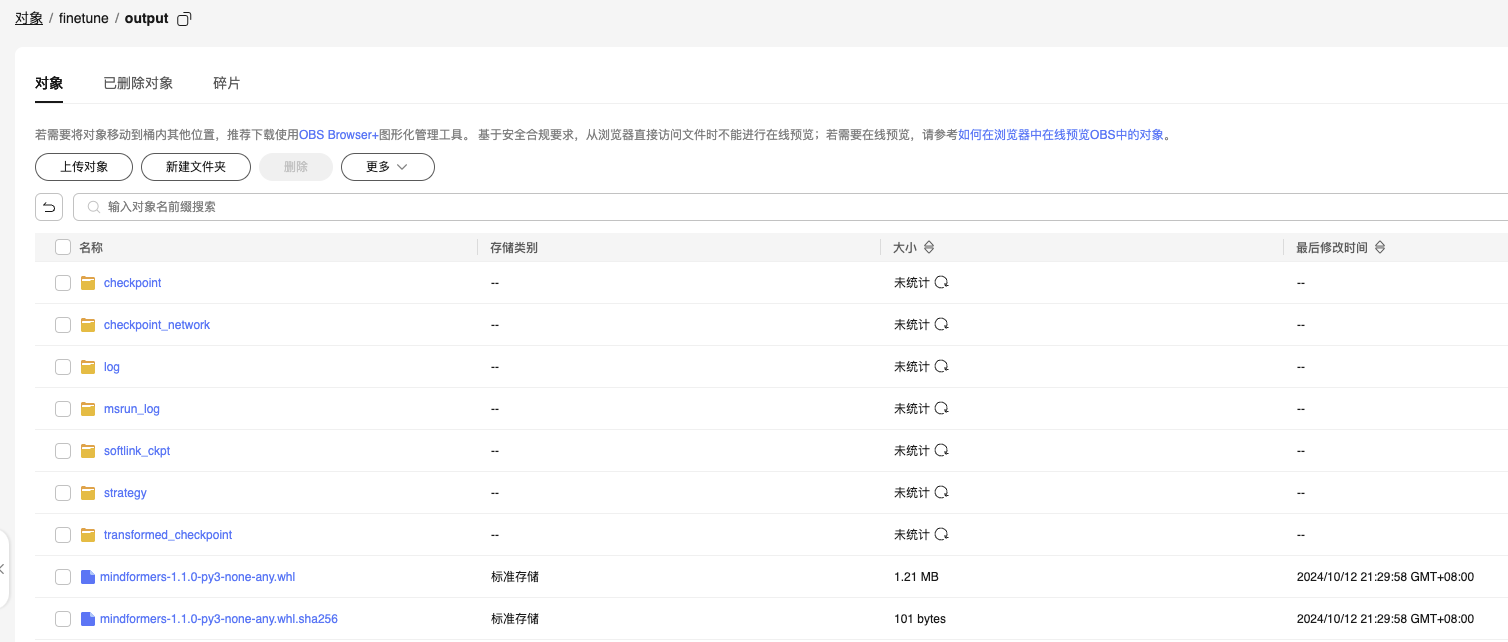 对象 / finetune / output
对象 已删除对象 碎片
若需要将对象移动到桶内其他位置，推荐下载使用OBS Browser+图形化管理工具。 基于安全合规要求，从浏览器直接访问文件时不能进行在线预览；若需要在线预览，请参考如何在浏览器中在线预览OBS中的对象。
上传对象 新建文件夹 删除 更多
输入对象名前缀搜索
名称 存储类别 大小 最后修改时间
checkpoint -- 未统计 --
checkpoint_network -- 未统计 --
log -- 未统计 --
msrun_log -- 未统计 --
softlink_ckpt -- 未统计 --
strategy -- 未统计 --
transformed_checkpoint -- 未统计 --
mindformers-1.1.0-py3-none-any.whl 标准存储 1.21 MB 2024/10/12 21:29:58 GMT+08:00
mindformers-1.1.0-py3-none-any.whl.sha256 标准存储 101 bytes 2024/10/12 21:29:58 GMT+08:00